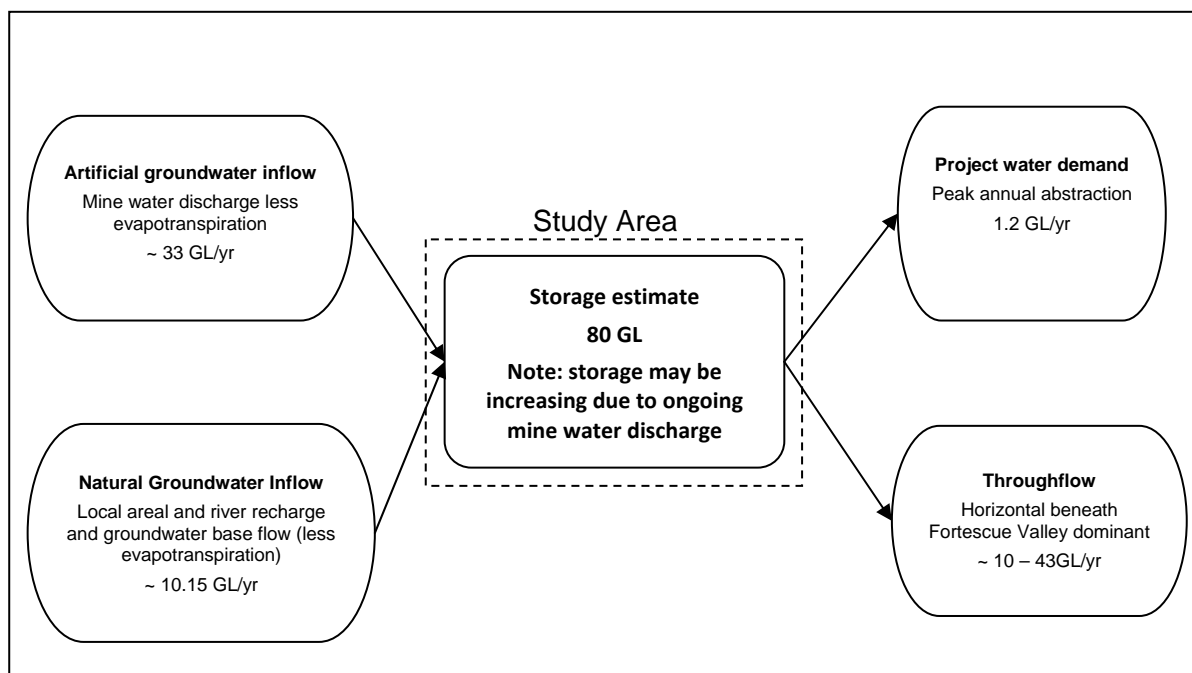 Artificial groundwater inflow
Mine water discharge less
evapotranspiration
~ 33 GL/yr
Natural Groundwater Inflow
Local areal and river recharge
and groundwater base flow (less
evapotranspiration)
~ 10.15 GL/yr
Study Area
Storage estimate
80 GL
Note: storage may be
increasing due to ongoing
mine water discharge
Project water demand
Peak annual abstraction
1.2 GL/yr
Throughflow
Horizontal beneath
Fortescue Valley dominant
~ 10 – 43GL/yr